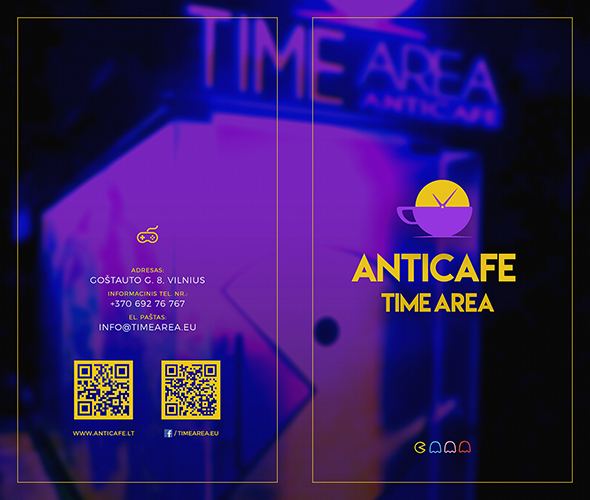 TIME AREA
ANTICAFE
ADRESAS:
GOŠTAUTO G. 8, VILNIUS
INFORMACINIS TEL. NR.:
+370 692 76 767
EL. PAŠTAS:
INFO@TIMEAREA.EU
WWW.ANTICAFE.LT
f / TIMEAREA.EU
ANTICAFE
TIME AREA